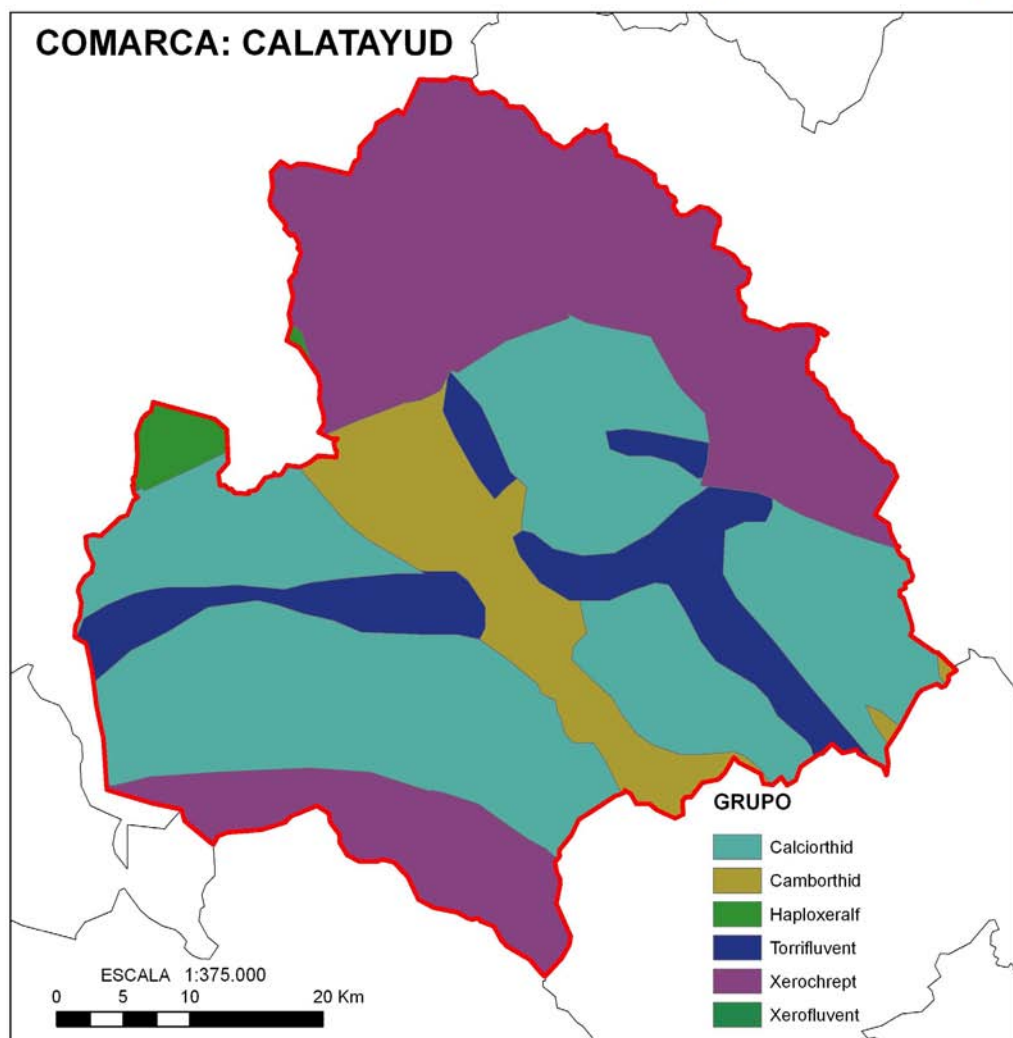 COMARCA: CALATAYUD
GRUPO
Calciorthid
Camborthid
Haploxeralf
Torrifluvent
Xerochrept
Xerofluvent
ESCALA 1:375.000
0 5 10 20 Km